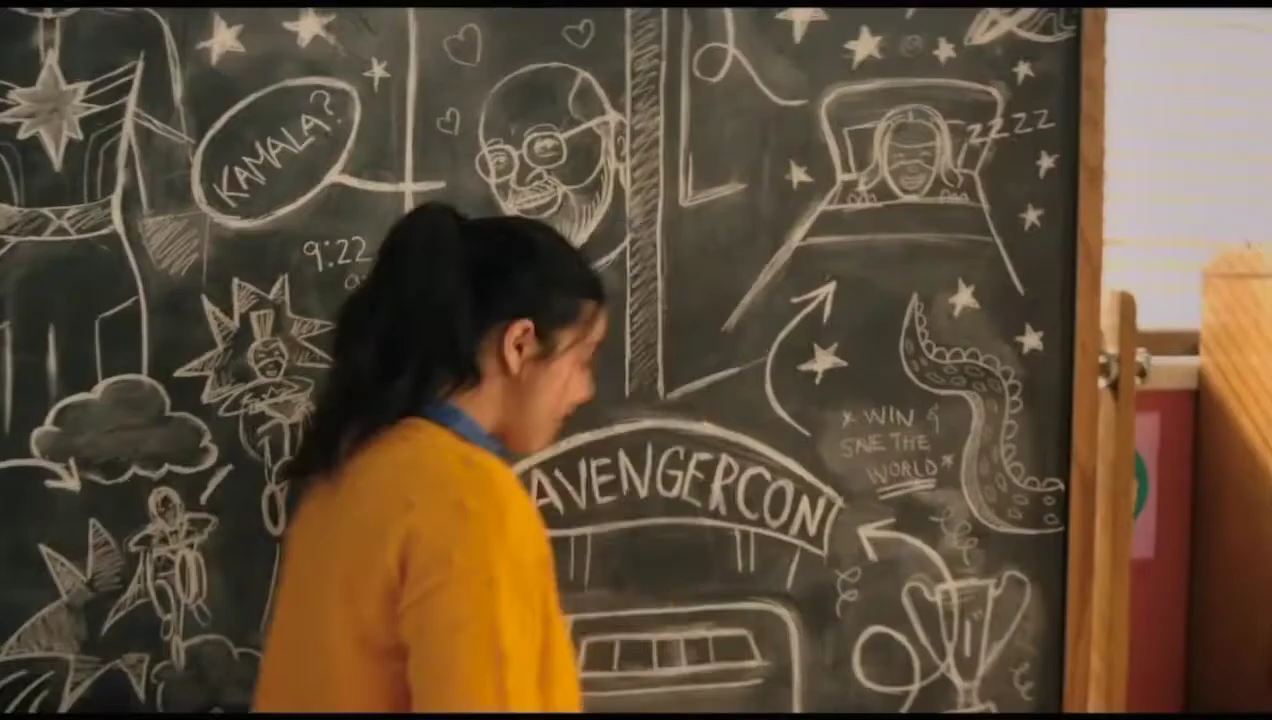 KAMALA?
ZZZZ
9:22
* WIN &
SAVE THE
WORLD*
AVENGERCON